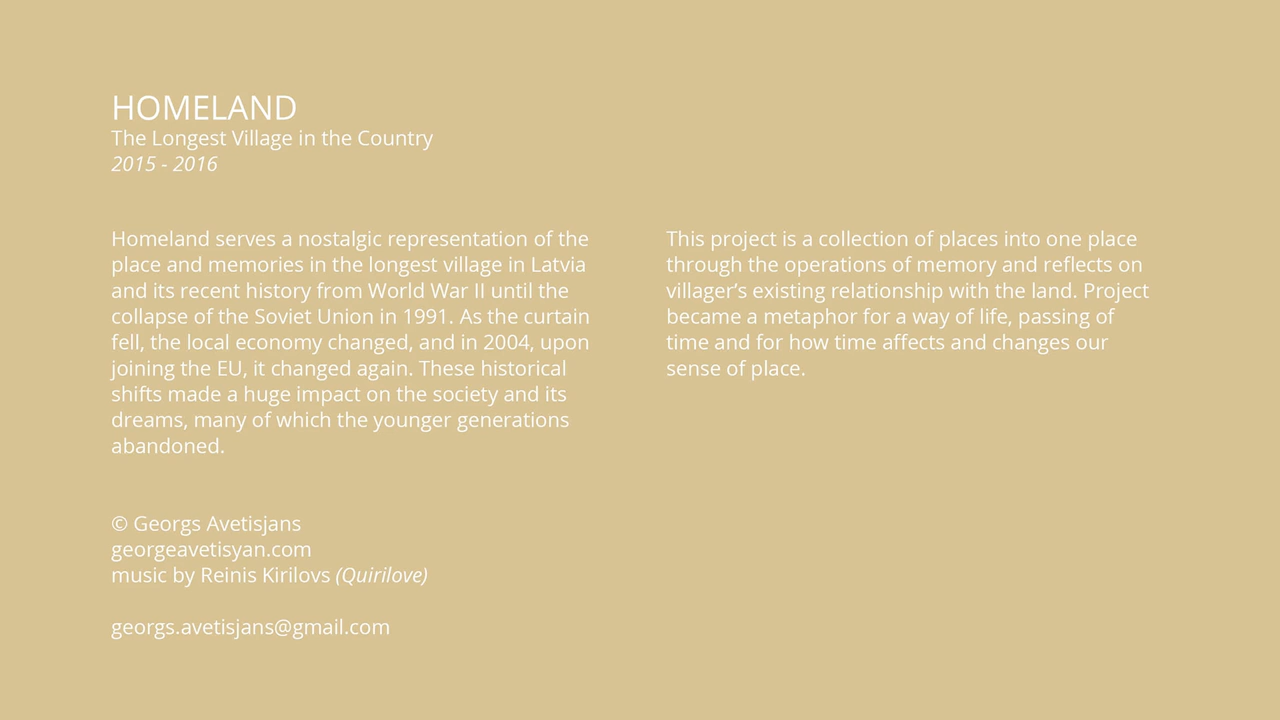 HOMELAND
The Longest Village in the Country
2015 - 2016
Homeland serves a nostalgic representation of the
place and memories in the longest village in Latvia
and its recent history from World War II until the
collapse of the Soviet Union in 1991. As the curtain
fell, the local economy changed, and in 2004, upon
joining the EU, it changed again. These historical
shifts made a huge impact on the society and its
dreams, many of which the younger generations
abandoned.
This project is a collection of places into one place
through the operations of memory and reflects on
villager’s existing relationship with the land. Project
became a metaphor for a way of life, passing of
time and for how time affects and changes our
sense of place.
© Georgs Avetisjans
georgeavetisyan.com
music by Reinis Kirilovs (Quirilove)
georgs.avetisjans@gmail.com